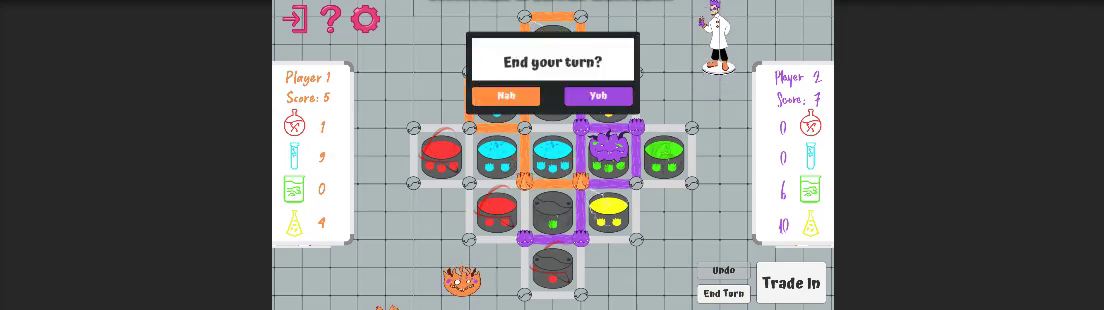 ?
End your turn?
Nah
Yuh
Player 1
Score: 5
1
9
0
4
Player 2
Score: 7
0
0
6
10
Undo
End Turn
Trade In